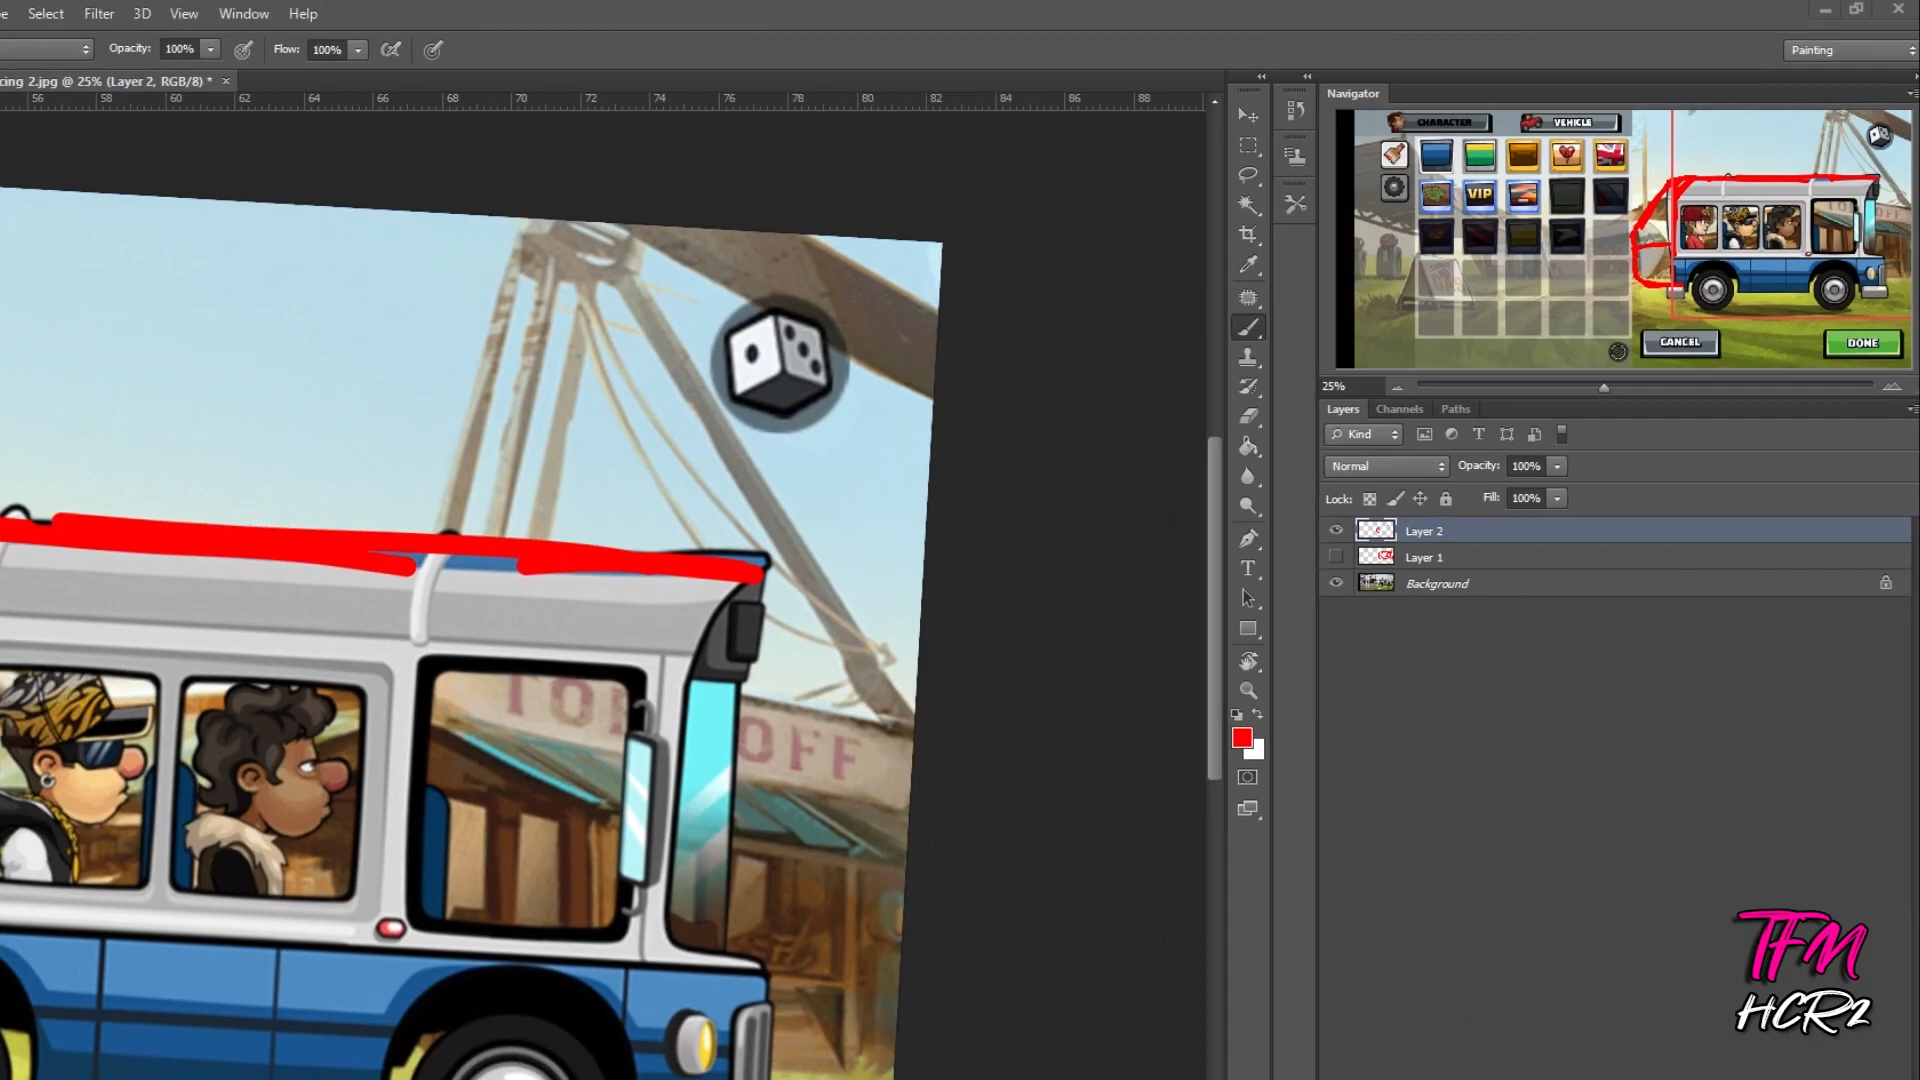 pe Select Filter 3D View Window Help
Opacity: 100% Flow: 100% Painting
cing 2.jpg @ 25% (Layer 2, RGB/8) * ×
56 58 60 62 64 66 68 70 72 74 76 78 80 82 84 86 88
Navigator
CHARACTER VEHICLE
VIP
OFF
CANCEL DONE
25%
Layers Channels Paths
Kind
Normal Opacity: 100%
Lock: Fill: 100%
Layer 2
Layer 1
Background
OFF
TFM
HCR2